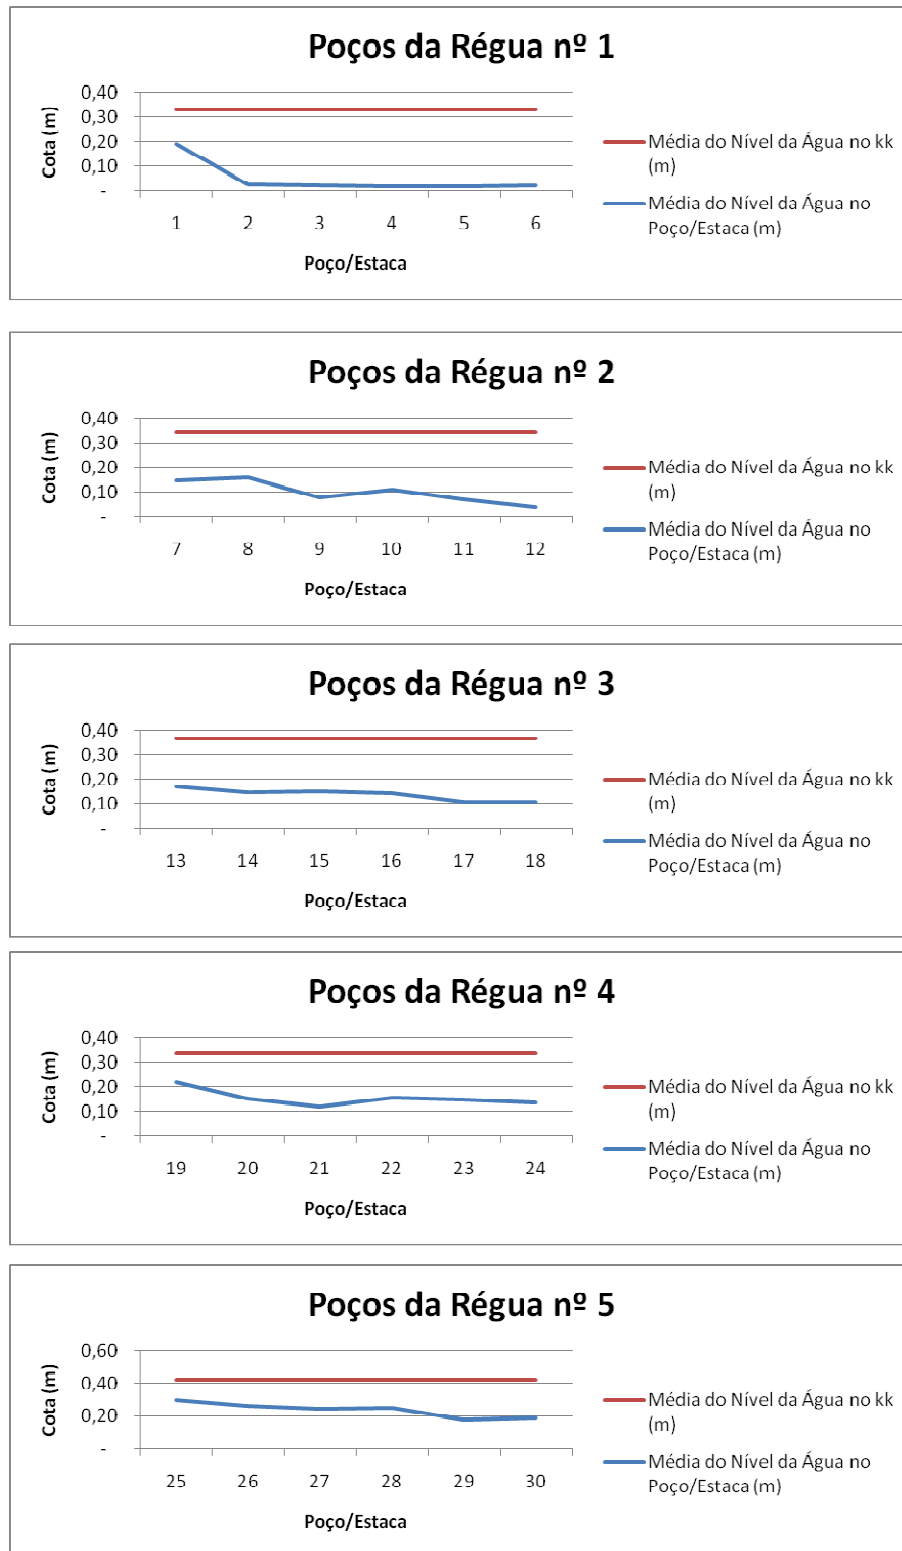 Poços da Régua nº 1
Cota (m)
0,40
0,30
0,20
0,10
-
1 2 3 4 5 6
Poço/Estaca
Média do Nível da Água no kk
(m)
Média do Nível da Água no
Poço/Estaca (m)
Poços da Régua nº 2
Cota (m)
0,40
0,30
0,20
0,10
-
7 8 9 10 11 12
Poço/Estaca
Média do Nível da Água no kk
(m)
Média do Nível da Água no
Poço/Estaca (m)
Poços da Régua nº 3
Cota (m)
0,40
0,30
0,20
0,10
-
13 14 15 16 17 18
Poço/Estaca
Média do Nível da Água no kk
(m)
Média do Nível da Água no
Poço/Estaca (m)
Poços da Régua nº 4
Cota (m)
0,40
0,30
0,20
0,10
-
19 20 21 22 23 24
Poço/Estaca
Média do Nível da Água no kk
(m)
Média do Nível da Água no
Poço/Estaca (m)
Poços da Régua nº 5
Cota (m)
0,60
0,40
0,20
-
25 26 27 28 29 30
Poço/Estaca
Média do Nível da Água no kk
(m)
Média do Nível da Água no
Poço/Estaca (m)